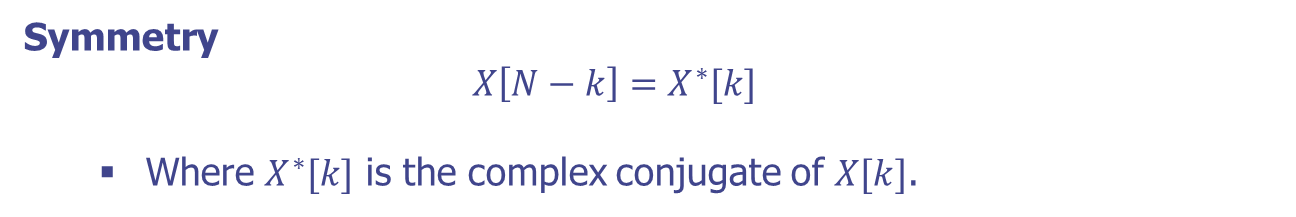 Symmetry
X[N − k] = X*[k]
▪ Where X*[k] is the complex conjugate of X[k].